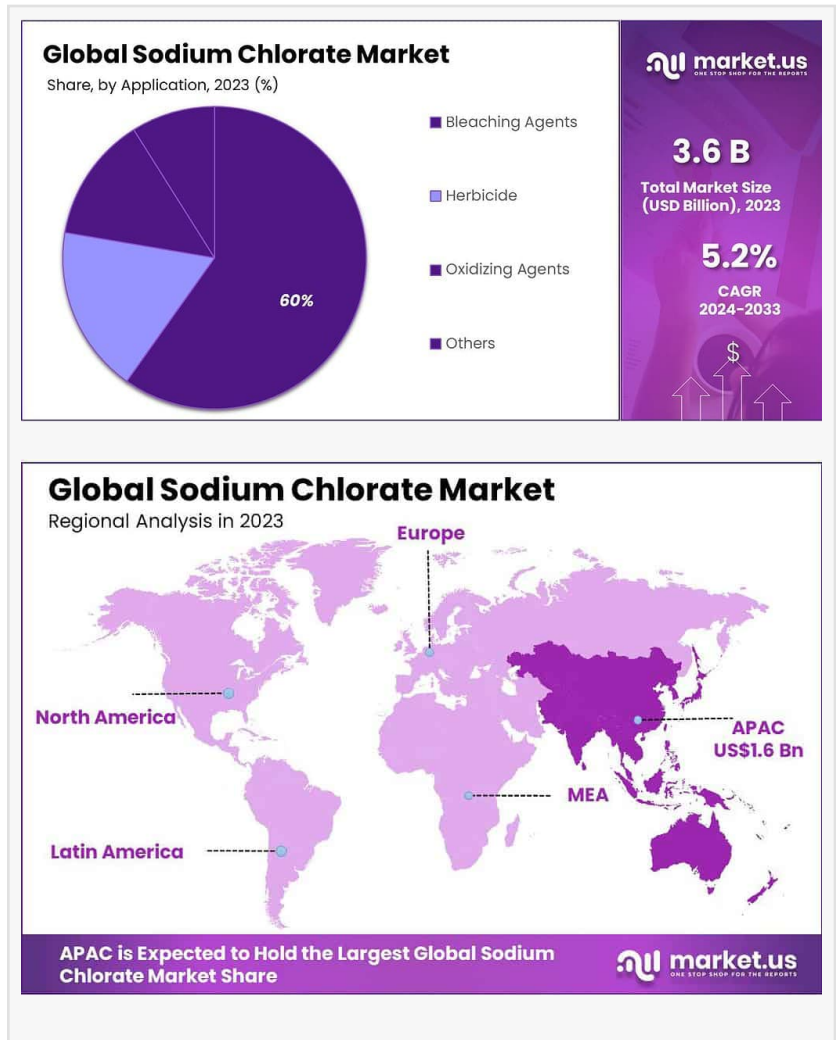 Global Sodium Chlorate Market
Share, by Application, 2023 (%)
60%
Bleaching Agents
Herbicide
Oxidizing Agents
Others
market.us
ONE STOP SHOP FOR THE REPORTS
3.6 B
Total Market Size
(USD Billion), 2023
5.2%
CAGR
2024-2033
$
Global Sodium Chlorate Market
Regional Analysis in 2023
Europe
North America
APAC
US$1.6 Bn
MEA
Latin America
APAC is Expected to Hold the Largest Global Sodium
Chlorate Market Share
market.us
ONE STOP SHOP FOR THE REPORTS